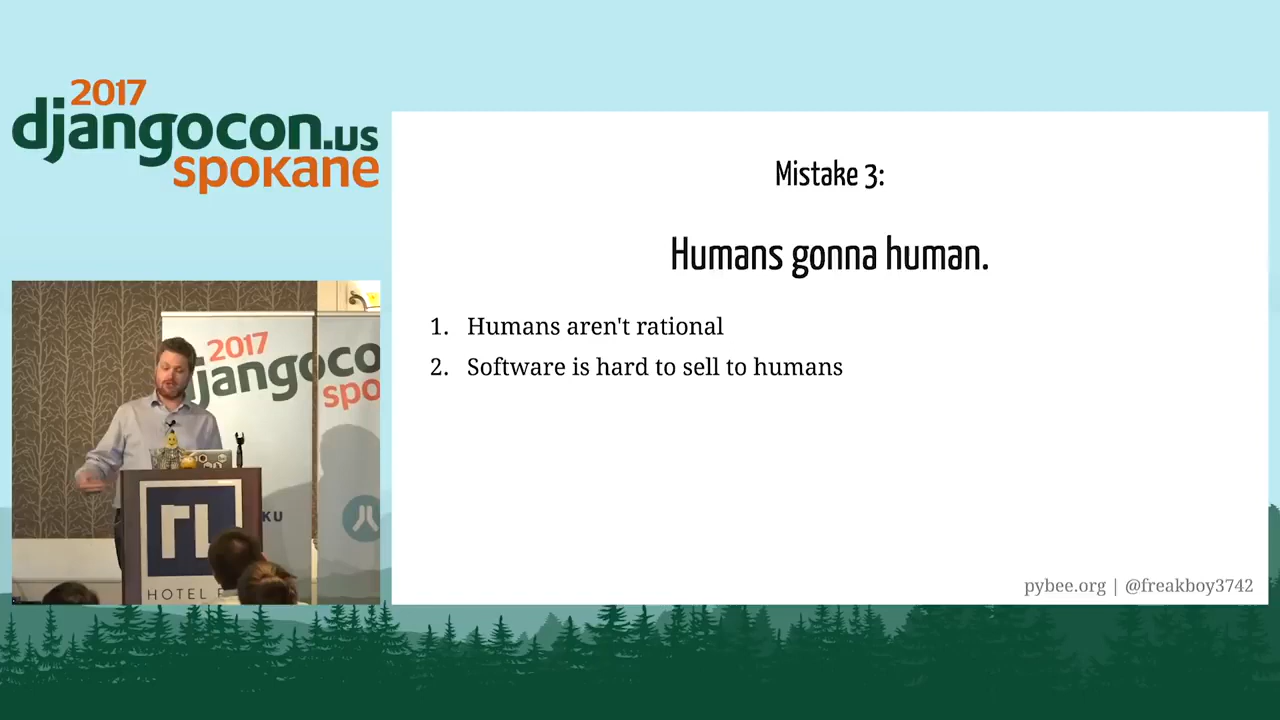 2017
djangocon.us
spokane
Mistake 3:
Humans gonna human.
1. Humans aren't rational
2. Software is hard to sell to humans
pybee.org | @freakboy3742
2017
djangoco
spo
KU
HOTEL